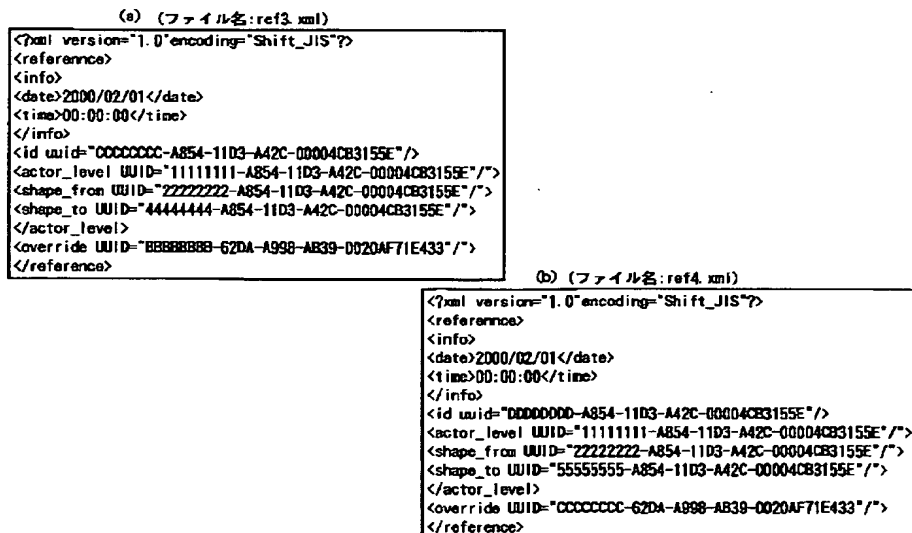 (a) (ファイル名:ref3.xml)
<?xml version="1.0"encoding="Shift_JIS"?>
<referennce>
<info>
<date>2000/02/01</date>
<time>00:00:00</time>
</info>
<id uuid="CCCCCCCC-A854-11D3-A42C-00004CB3155E"/>
<actor_level UUID="11111111-A854-11D3-A42C-00004CB3155E"/">
<shape_from UUID="22222222-A854-11D3-A42C-00004CB3155E"/">
<shape_to UUID="44444444-A854-11D3-A42C-00004CB3155E"/">
</actor_level>
<override UUID="BBBBBBBB-62DA-A998-AB39-0020AF71E433"/">
</reference>
(b) (ファイル名:ref4.xml)
<?xml version="1.0"encoding="Shift_JIS"?>
<referennce>
<info>
<date>2000/02/01</date>
<time>00:00:00</time>
</info>
<id uuid="DDDDDDDD-A854-11D3-A42C-00004CB3155E"/>
<actor_level UUID="11111111-A854-11D3-A42C-00004CB3155E"/">
<shape_from UUID="22222222-A854-11D3-A42C-00004CB3155E"/">
<shape_to UUID="55555555-A854-11D3-A42C-00004CB3155E"/">
</actor_level>
<override UUID="CCCCCCCC-62DA-A998-AB39-0020AF71E433"/">
</reference>